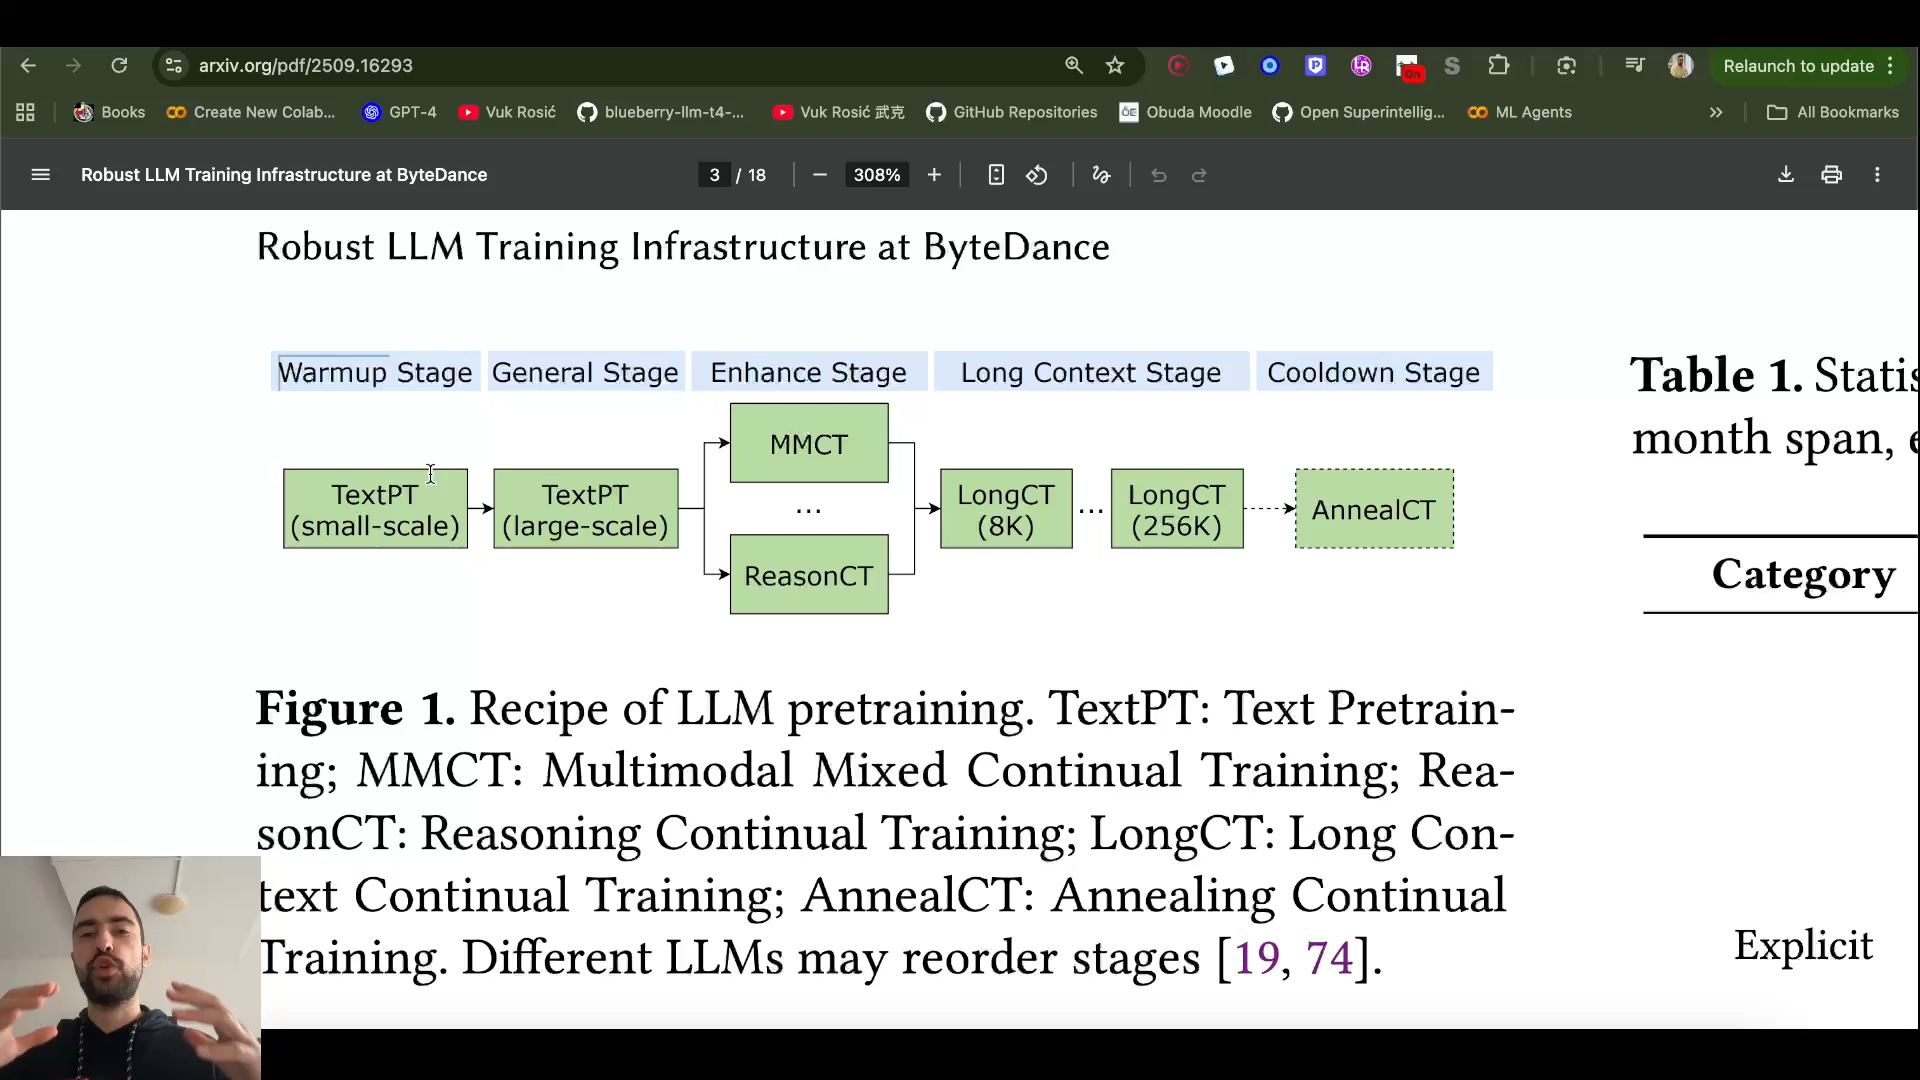 arxiv.org/pdf/2509.16293
On
Relaunch to update
Books
Create New Colab...
GPT-4
Vuk Rosić
blueberry-llm-t4-...
Vuk Rosić 武克
GitHub Repositories
Obuda Moodle
Open Superintellig...
ML Agents
All Bookmarks
Robust LLM Training Infrastructure at ByteDance
3 / 18
308%
Robust LLM Training Infrastructure at ByteDance
Warmup Stage
General Stage
Enhance Stage
Long Context Stage
Cooldown Stage
TextPT
(small-scale)
TextPT
(large-scale)
MMCT
...
ReasonCT
LongCT
(8K)
...
LongCT
(256K)
AnnealCT
Figure 1. Recipe of LLM pretraining. TextPT: Text Pretrain-
ing; MMCT: Multimodal Mixed Continual Training; Rea-
sonCT: Reasoning Continual Training; LongCT: Long Con-
text Continual Training; AnnealCT: Annealing Continual
Training. Different LLMs may reorder stages [19, 74].
Table 1. Statis
month span, e
Category
Explicit